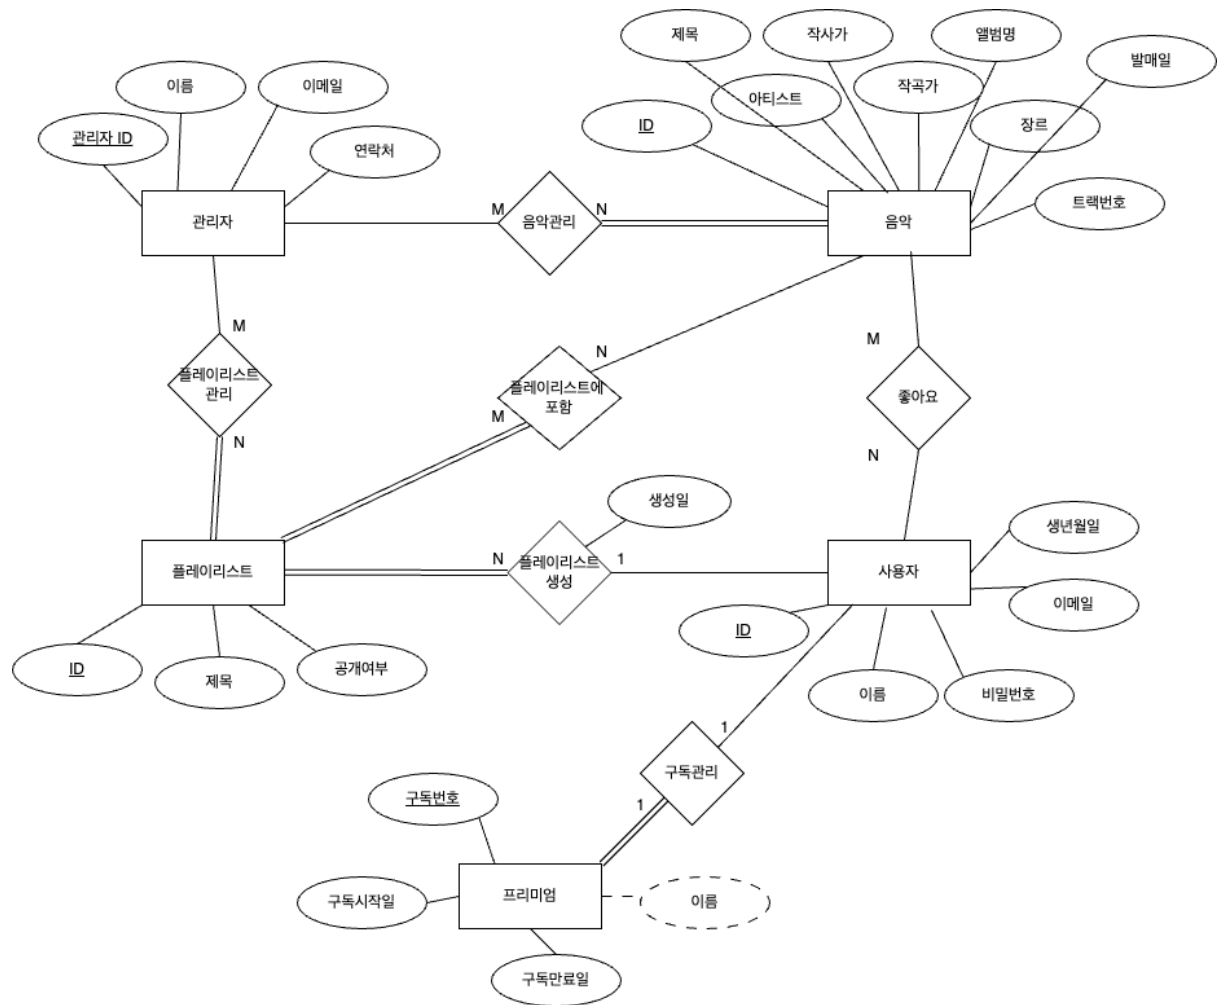 제목
작사가
앨범명
발매일
이름
이메일
아티스트
작곡가
관리자 ID
연락처
ID
장르
트랙번호
관리자
M
음악관리
N
음악
M
플레이리스트
관리
N
N
플레이리스트에
포함
M
M
좋아요
N
생성일
생년월일
플레이리스트
N
플레이리스트
생성
1
사용자
이메일
ID
ID
제목
공개여부
이름
비밀번호
1
구독관리
1
구독번호
구독시작일
프리미엄
이름
구독만료일